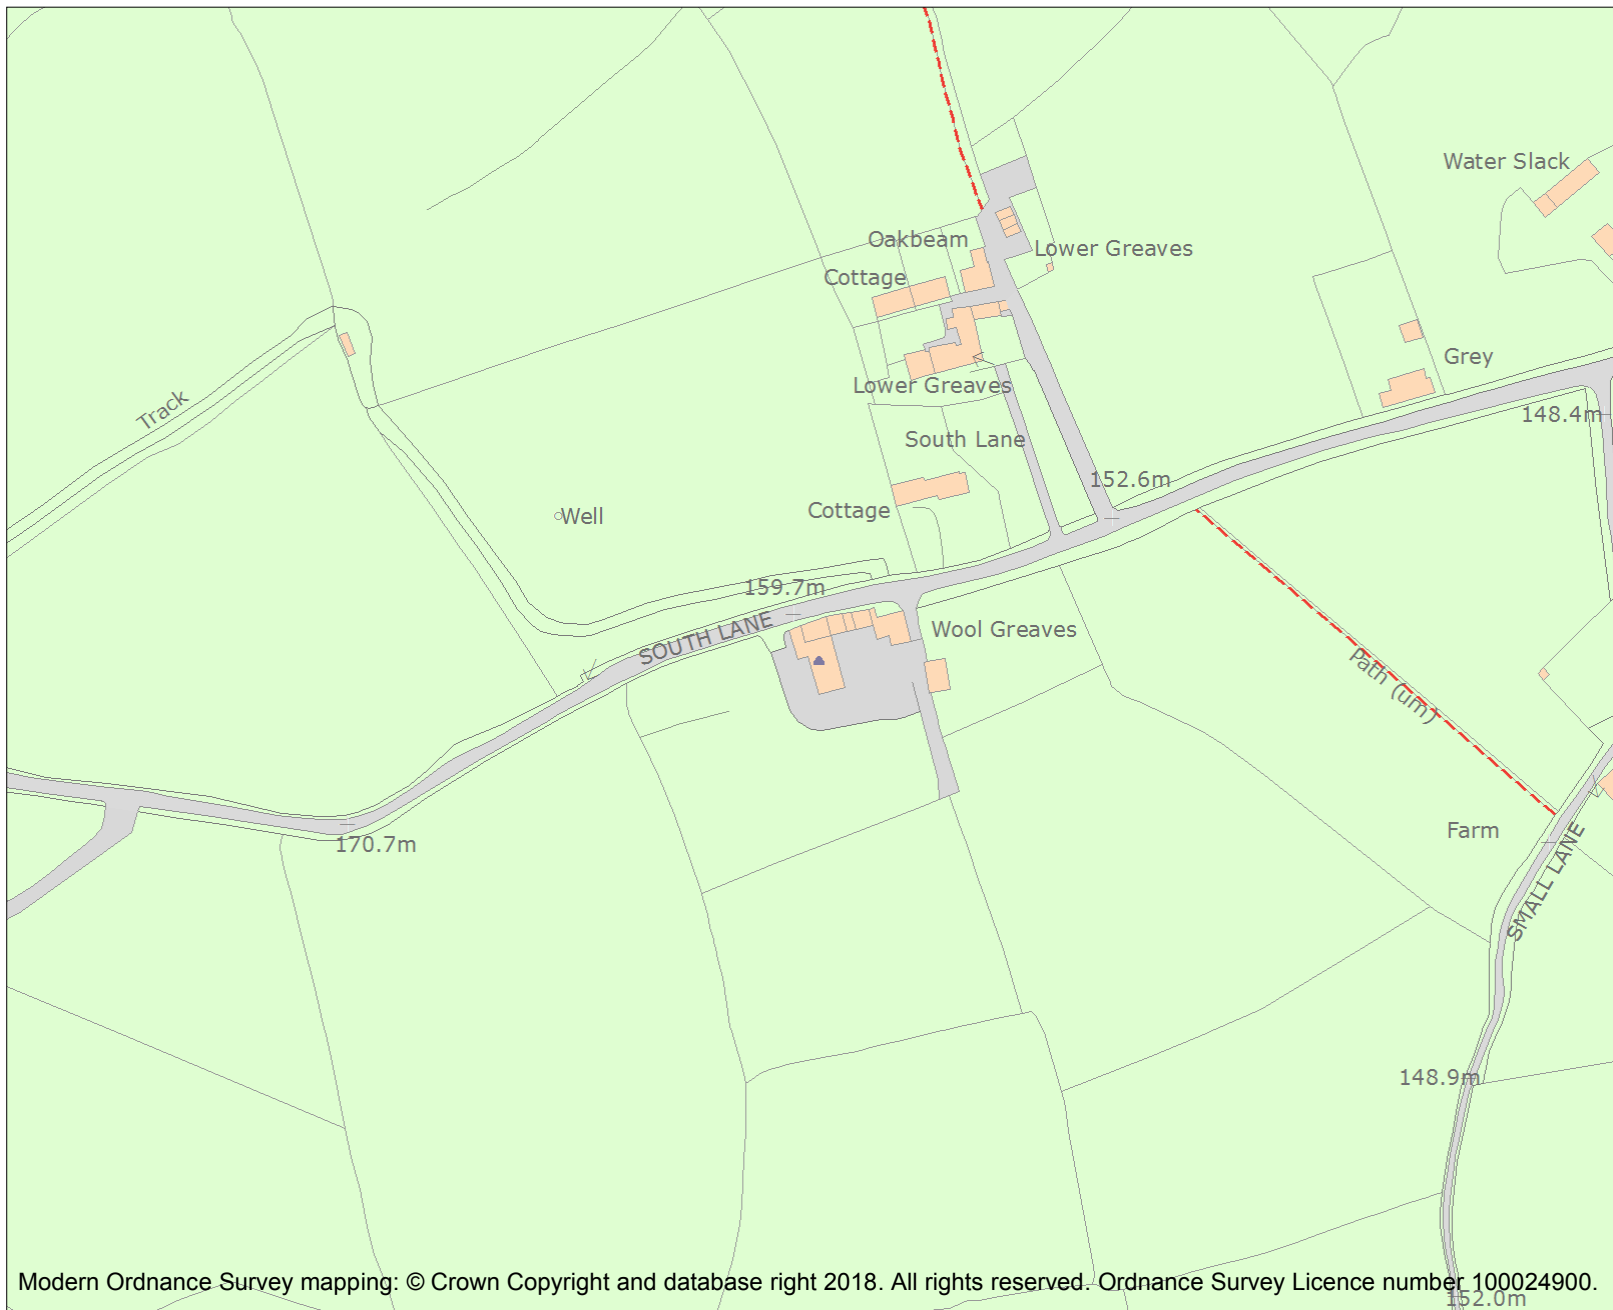 Water Slack
Oakbeam
Cottage
Lower Greaves
Grey
Lower Greaves
Track
148.4m
South Lane
152.6m
Cottage
Well
159.7m
SOUTH LANE
Wool Greaves
Path (um)
170.7m
Farm
SMALL LANE
148.9m
Modern Ordnance Survey mapping: © Crown Copyright and database right 2018. All rights reserved. Ordnance Survey Licence number 100024900.
152.0m